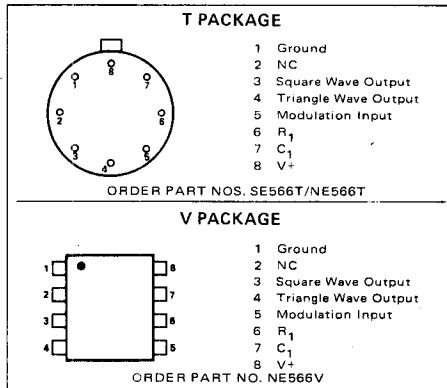 T PACKAGE
1 Ground
2 NC
3 Square Wave Output
4 Triangle Wave Output
5 Modulation Input
6 R1
7 C1
8 V+
8
1
7
2
6
3
5
4
ORDER PART NOS. SE566T/NE566T
V PACKAGE
1 Ground
2 NC
3 Square Wave Output
4 Triangle Wave Output
5 Modulation Input
6 R1
7 C1
8 V+
1 8
2 7
3 6
4 5
ORDER PART NO. NE566V